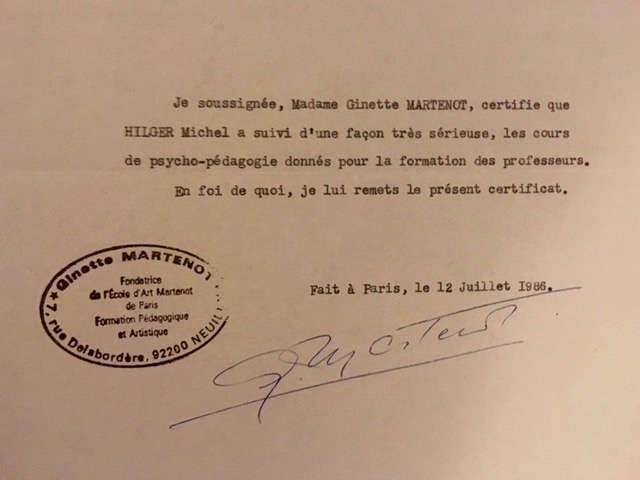 Je soussignée, Madame Ginette MARTENOT, certifie que
HILGER Michel a suivi d'une façon très sérieuse, les cours
de psycho-pédagogie donnés pour la formation des professeurs.
En foi de quoi, je lui remets le présent certificat.
Ginette MARTENOT
Fondatrice
de l'École d'Art Martenot
de Paris
Formation Pédagogique
et Artistique
* 7, rue Delabordère, 92200 NEUIL
Fait à Paris, le 12 Juillet 1986.
G. Martenot